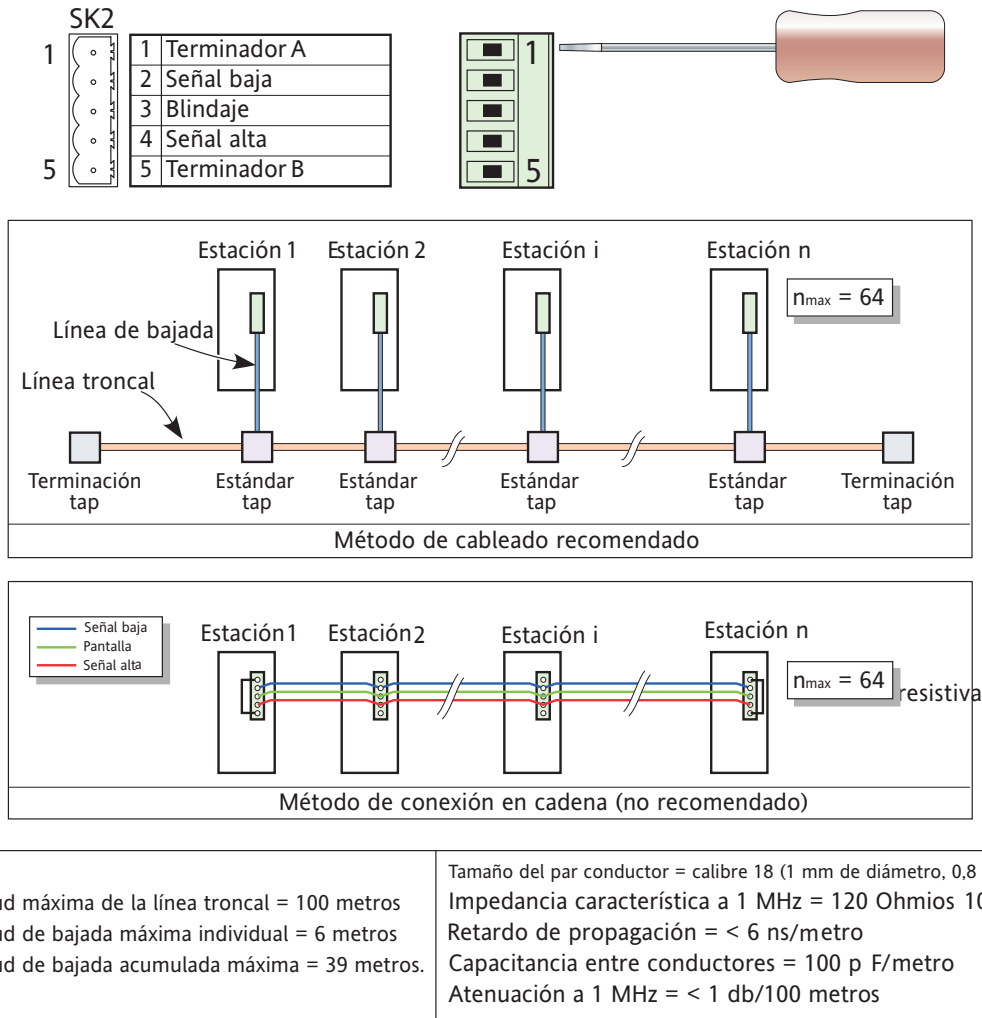 SK2
1
5
1 Terminador A
2 Señal baja
3 Blindaje
4 Señal alta
5 Terminador B
1
5
Estación 1
Estación 2
Estación i
Estación n
nmax = 64
Línea de bajada
Línea troncal
Terminación
tap
Estándar
tap
Estándar
tap
Estándar
tap
Estándar
tap
Terminación
tap
Método de cableado recomendado
Señal baja
Pantalla
Señal alta
Estación1
Estación2
Estación i
Estación n
nmax = 64
resistiva
Método de conexión en cadena (no recomendado)
ud máxima de la línea troncal = 100 metros
ud de bajada máxima individual = 6 metros
ud de bajada acumulada máxima = 39 metros.
Tamaño del par conductor = calibre 18 (1 mm de diámetro, 0,8
Impedancia característica a 1 MHz = 120 Ohmios 10
Retardo de propagación = < 6 ns/metro
Capacitancia entre conductores = 100 p F/metro
Atenuación a 1 MHz = < 1 db/100 metros